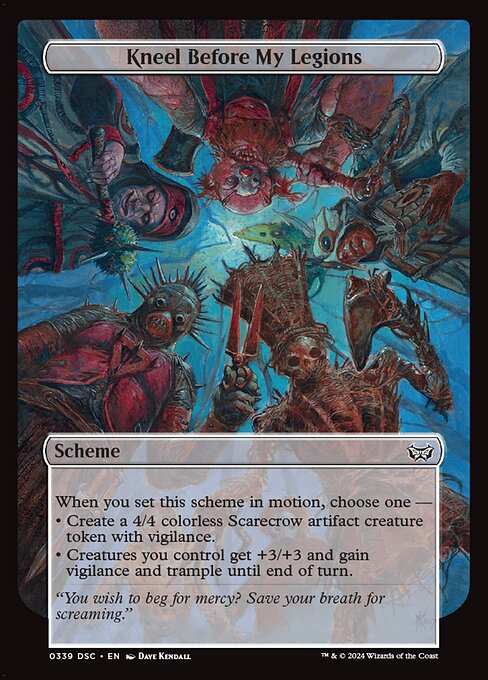 Kneel Before My Legions
Scheme
When you set this scheme in motion, choose one —
• Create a 4/4 colorless Scarecrow artifact creature
token with vigilance.
• Creatures you control get +3/+3 and gain
vigilance and trample until end of turn.
“You wish to beg for mercy? Save your breath for
screaming.”
0339 DSC • EN Dave Kendall
™ & © 2024 Wizards of the Coast